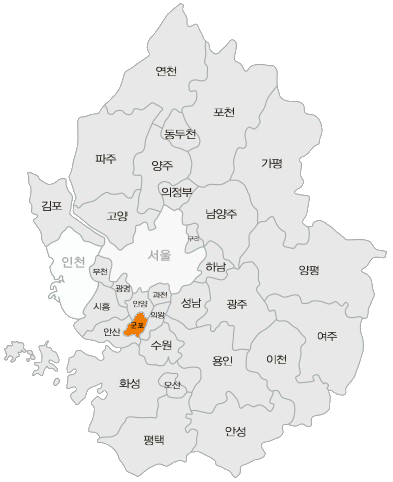 연천
포천
동두천
파주
양주
가평
의정부
김포
고양
남양주
구리
서울
인천
하남
양평
부천
광명
과천
안양
성남
광주
시흥
의왕
군포
안산
수원
여주
용인
이천
화성
오산
평택
안성